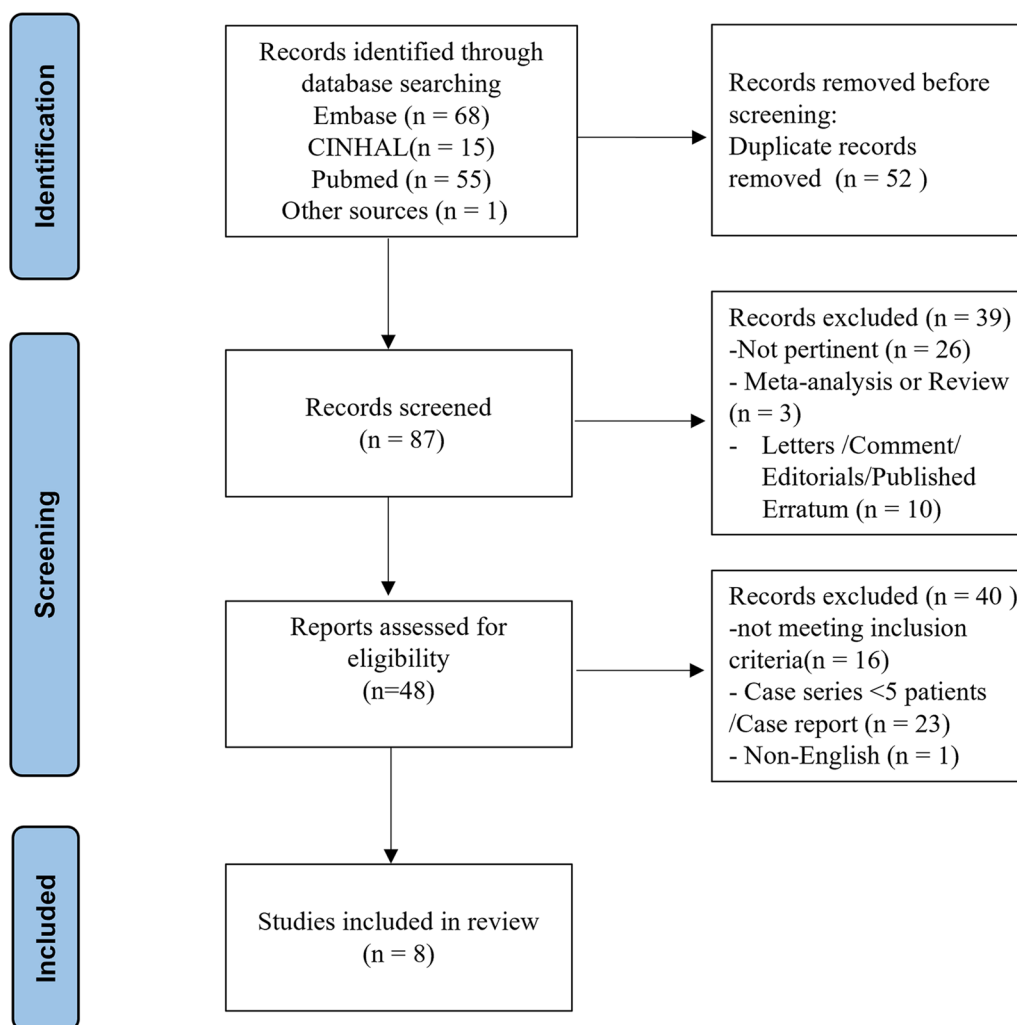 Identification
Records identified through
database searching
Embase (n = 68)
CINHAL(n = 15)
Pubmed (n = 55)
Other sources (n = 1)
Records removed before
screening:
Duplicate records
removed (n = 52 )
Screening
Records screened
(n = 87)
Records excluded (n = 39)
-Not pertinent (n = 26)
- Meta-analysis or Review
(n = 3)
- Letters /Comment/
Editorials/Published
Erratum (n = 10)
Reports assessed for
eligibility
(n=48)
Records excluded (n = 40 )
-not meeting inclusion
criteria(n = 16)
- Case series <5 patients
/Case report (n = 23)
- Non-English (n = 1)
Included
Studies included in review
(n = 8)